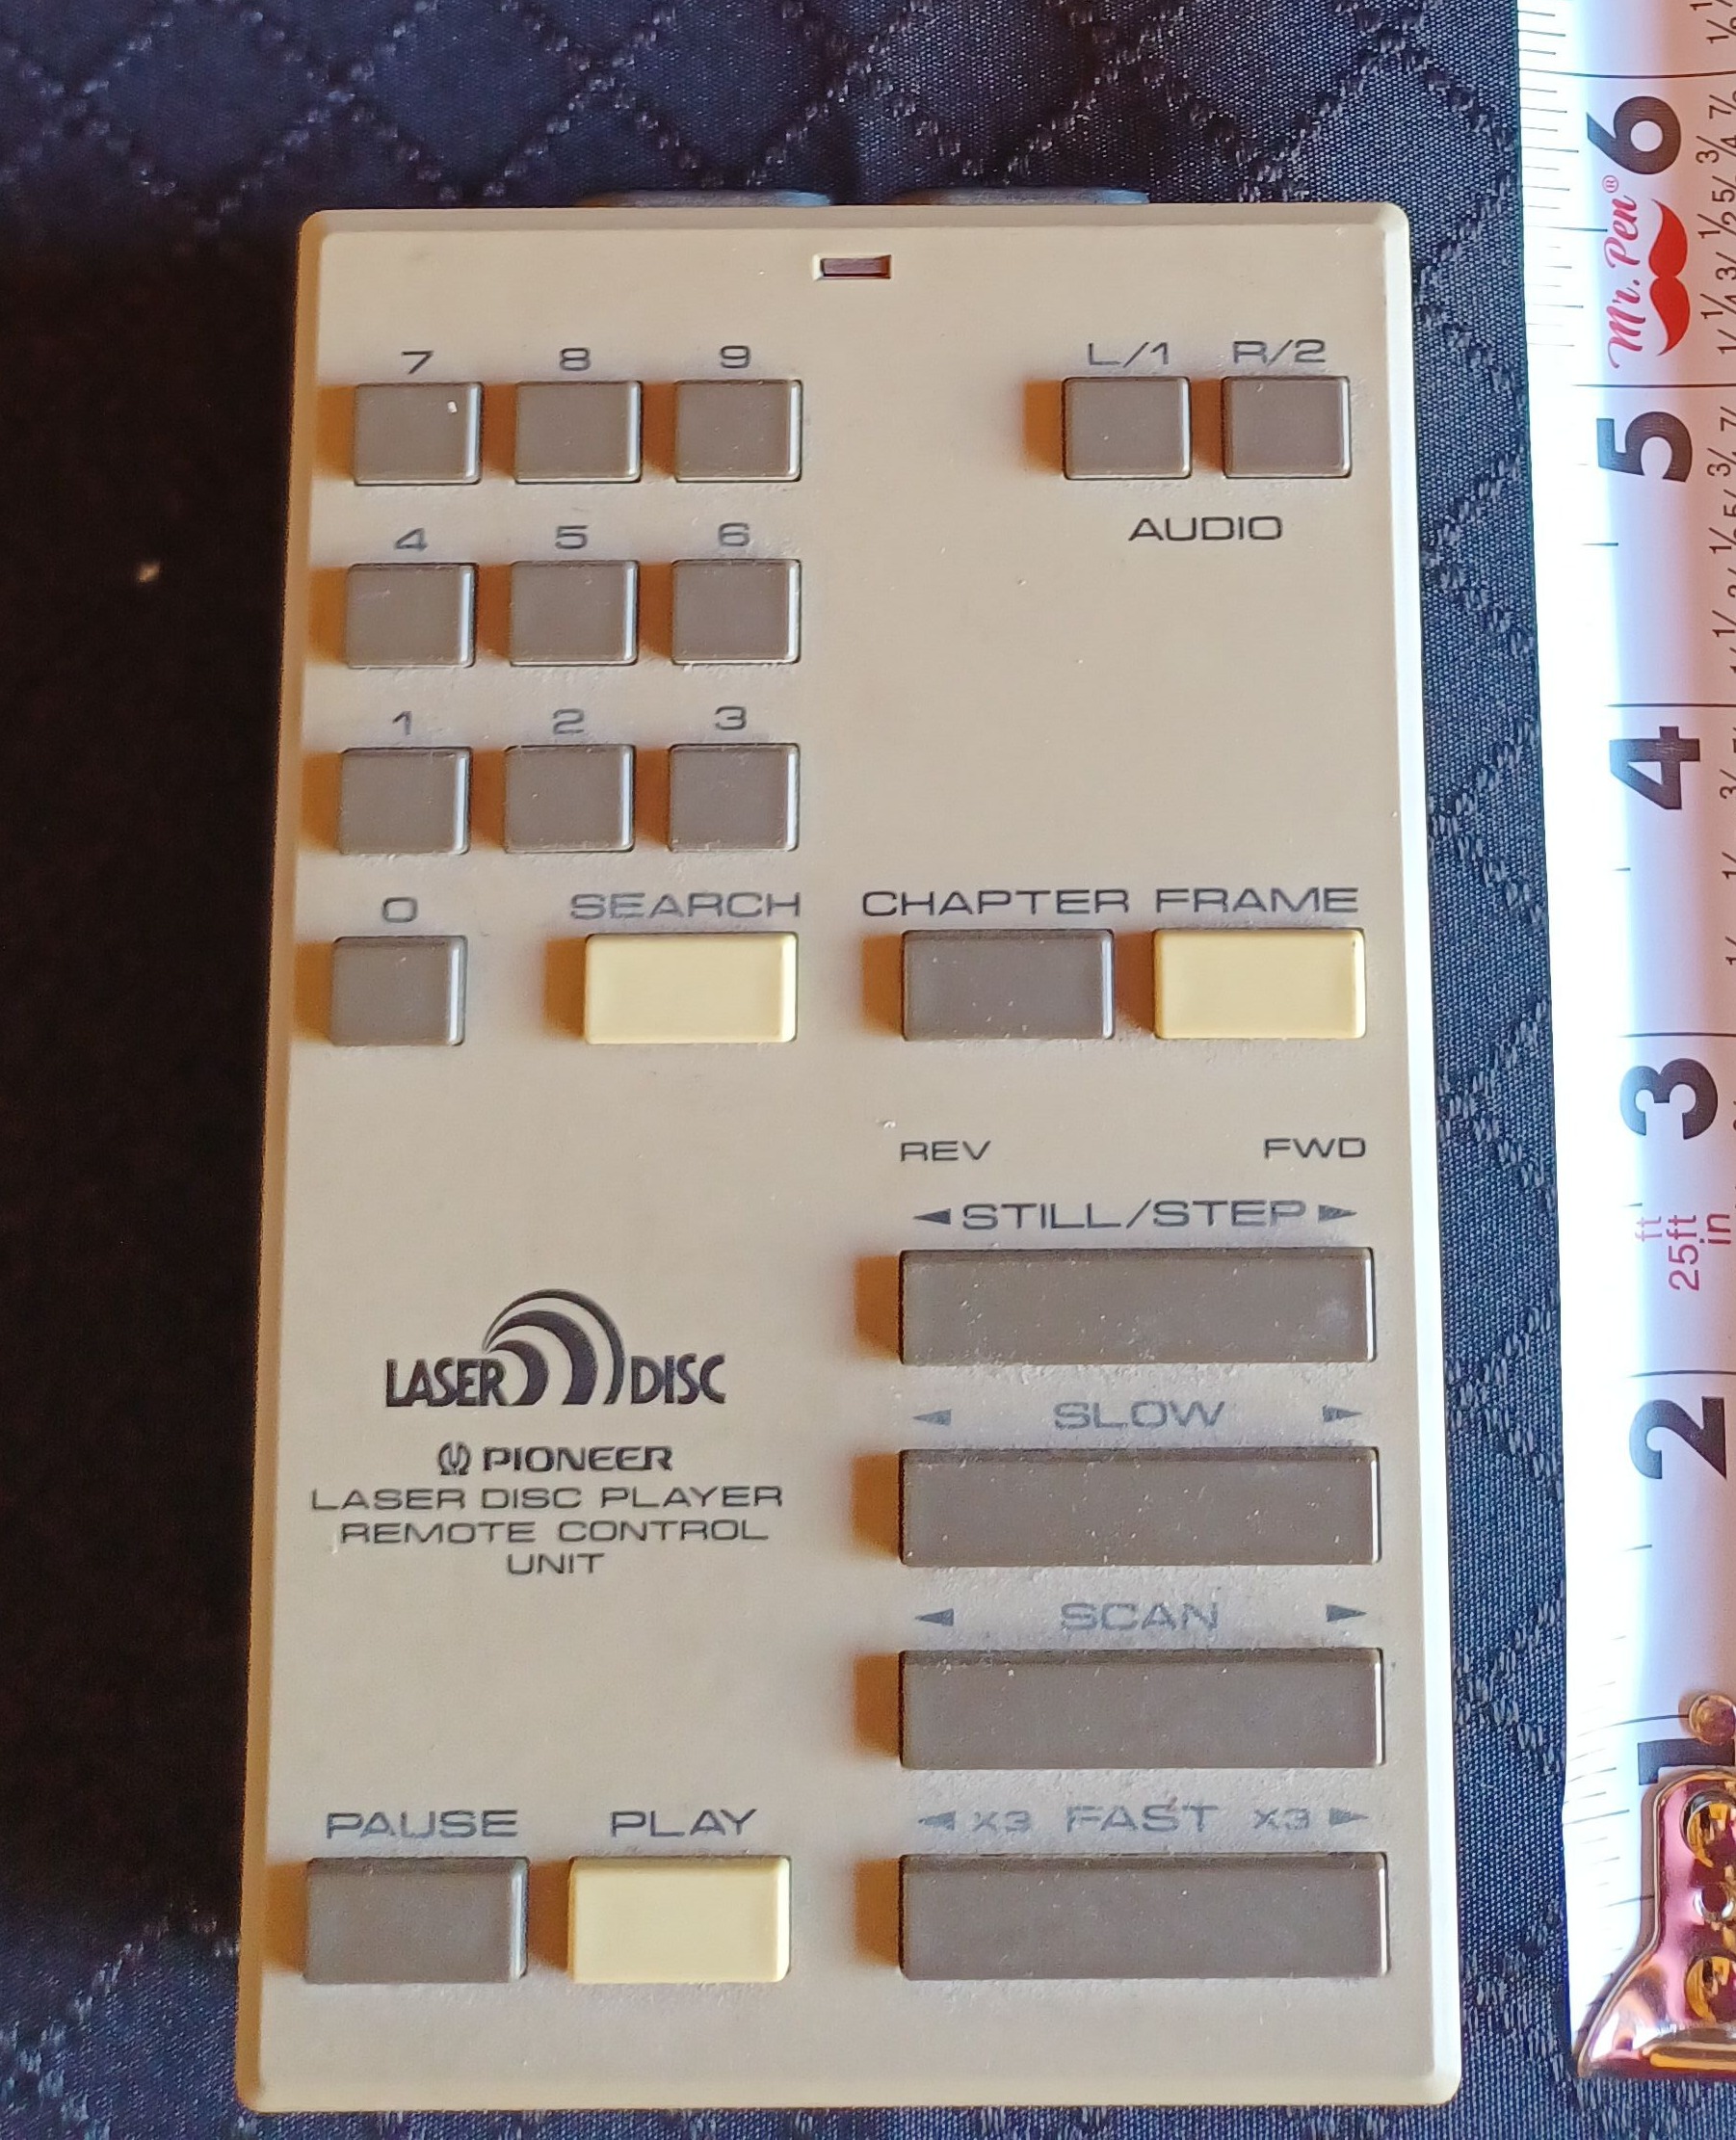 7 8 9 L/1 R/2
AUDIO
4 5 6
1 2 3
0 SEARCH CHAPTER FRAME
REV FWD
◄ STILL/STEP ►
LASER DISC
◄ SLOW ►
PIONEER
LASER DISC PLAYER
REMOTE CONTROL
UNIT
◄ SCAN ►
PAUSE PLAY ◄ X3 FAST X3 ►
Mr. Pen®
6
5
4
3
ft
25ft
in
2
1